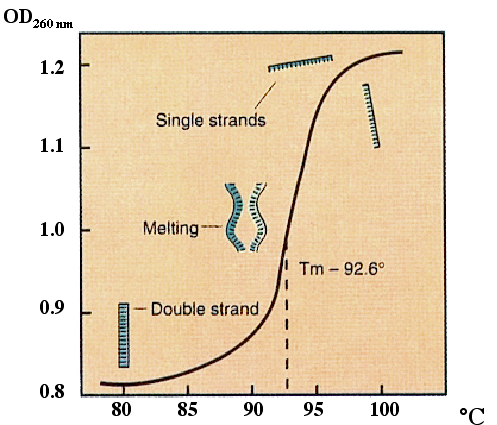 OD260 nm
1.2
Single strands
1.1
1.0
Melting
Tm – 92.6°
0.9
Double strand
0.8
80 85 90 95 100 °C